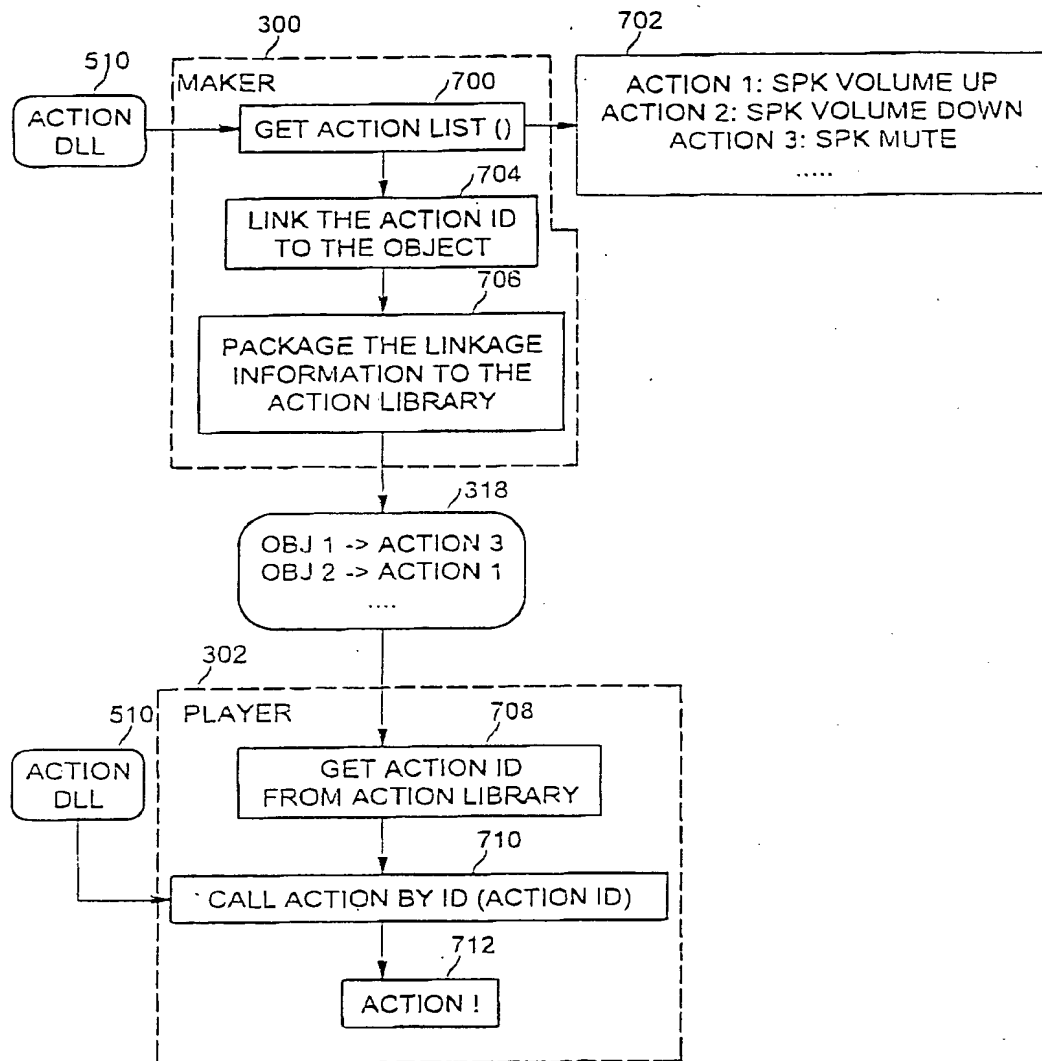 300
702
510
MAKER
700
ACTION
DLL
GET ACTION LIST ()
ACTION 1: SPK VOLUME UP
ACTION 2: SPK VOLUME DOWN
ACTION 3: SPK MUTE
.....
704
LINK THE ACTION ID
TO THE OBJECT
706
PACKAGE THE LINKAGE
INFORMATION TO THE
ACTION LIBRARY
318
OBJ 1 -> ACTION 3
OBJ 2 -> ACTION 1
....
302
PLAYER
510
708
ACTION
DLL
GET ACTION ID
FROM ACTION LIBRARY
710
CALL ACTION BY ID (ACTION ID)
712
ACTION !